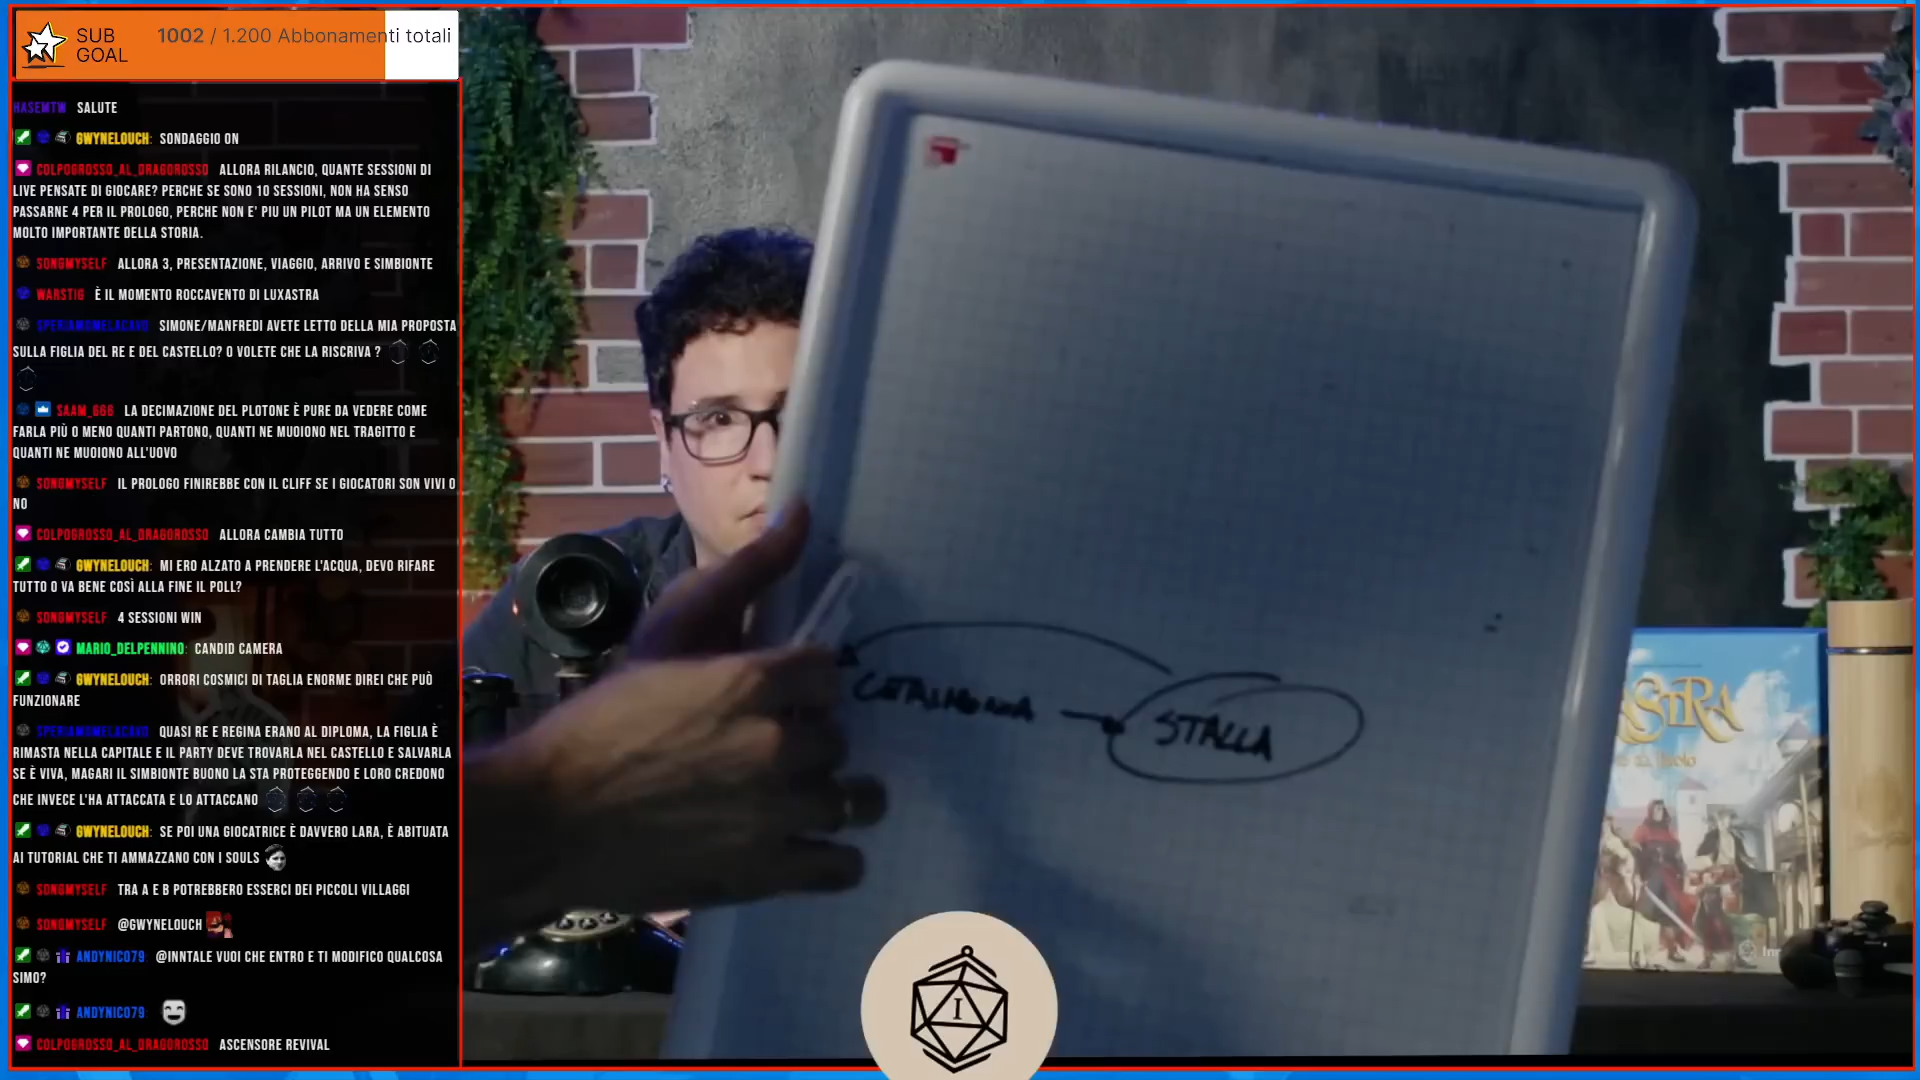 SUB GOAL
1002 / 1.200 Abbonamenti totali
HASEMTW SALUTE
GWYNELOUCH: SONDAGGIO ON
COLPOGROSSO_AL_DRAGOROSSO ALLORA RILANCIO, QUANTE SESSIONI DI
LIVE PENSATE DI GIOCARE? PERCHE SE SONO 10 SESSIONI, NON HA SENSO
PASSARNE 4 PER IL PROLOGO, PERCHE NON E' PIU UN PILOT MA UN ELEMENTO
MOLTO IMPORTANTE DELLA STORIA.
SONGMYSELF ALLORA 3, PRESENTAZIONE, VIAGGIO, ARRIVO E SIMBIONTE
WARSTIG È IL MOMENTO ROCCAVENTO DI LUXASTRA
SPERIAMOMELACAVO SIMONE/MANFREDI AVETE LETTO DELLA MIA PROPOSTA
SULLA FIGLIA DEL RE E DEL CASTELLO? O VOLETE CHE LA RISCRIVA ?
SAAM_666 LA DECIMAZIONE DEL PLOTONE È PURE DA VEDERE COME
FARLA PIÙ O MENO QUANTI PARTONO, QUANTI NE MUOIONO NEL TRAGITTO E
QUANTI NE MUOIONO ALL'UOVO
SONGMYSELF IL PROLOGO FINIREBBE CON IL CLIFF SE I GIOCATORI SON VIVI O
NO
COLPOGROSSO_AL_DRAGOROSSO ALLORA CAMBIA TUTTO
GWYNELOUCH: MI ERO ALZATO A PRENDERE L'ACQUA, DEVO RIFARE
TUTTO O VA BENE COSÌ ALLA FINE IL POLL?
SONGMYSELF 4 SESSIONI WIN
MARIO_DELPENNINO: CANDID CAMERA
GWYNELOUCH: ORRORI COSMICI DI TAGLIA ENORME DIREI CHE PUÒ
FUNZIONARE
SPERIAMOMELACAVO QUASI RE E REGINA ERANO AL DIPLOMA, LA FIGLIA È
RIMASTA NELLA CAPITALE E IL PARTY DEVE TROVARLA NEL CASTELLO E SALVARLA
SE È VIVA, MAGARI IL SIMBIONTE BUONO LA STA PROTEGGENDO E LORO CREDONO
CHE INVECE L'HA ATTACCATA E LO ATTACCANO
GWYNELOUCH: SE POI UNA GIOCATRICE È DAVVERO LARA, È ABITUATA
AI TUTORIAL CHE TI AMMAZZANO CON I SOULS
SONGMYSELF TRA A E B POTREBBERO ESSERCI DEI PICCOLI VILLAGGI
SONGMYSELF @GWYNELOUCH
ANDYNICO79: @INNTALE VUOI CHE ENTRO E TI MODIFICO QUALCOSA
SIMO?
ANDYNICO79:
COLPOGROSSO_AL_DRAGOROSSO ASCENSORE REVIVAL
STALLA
ASTRA
I